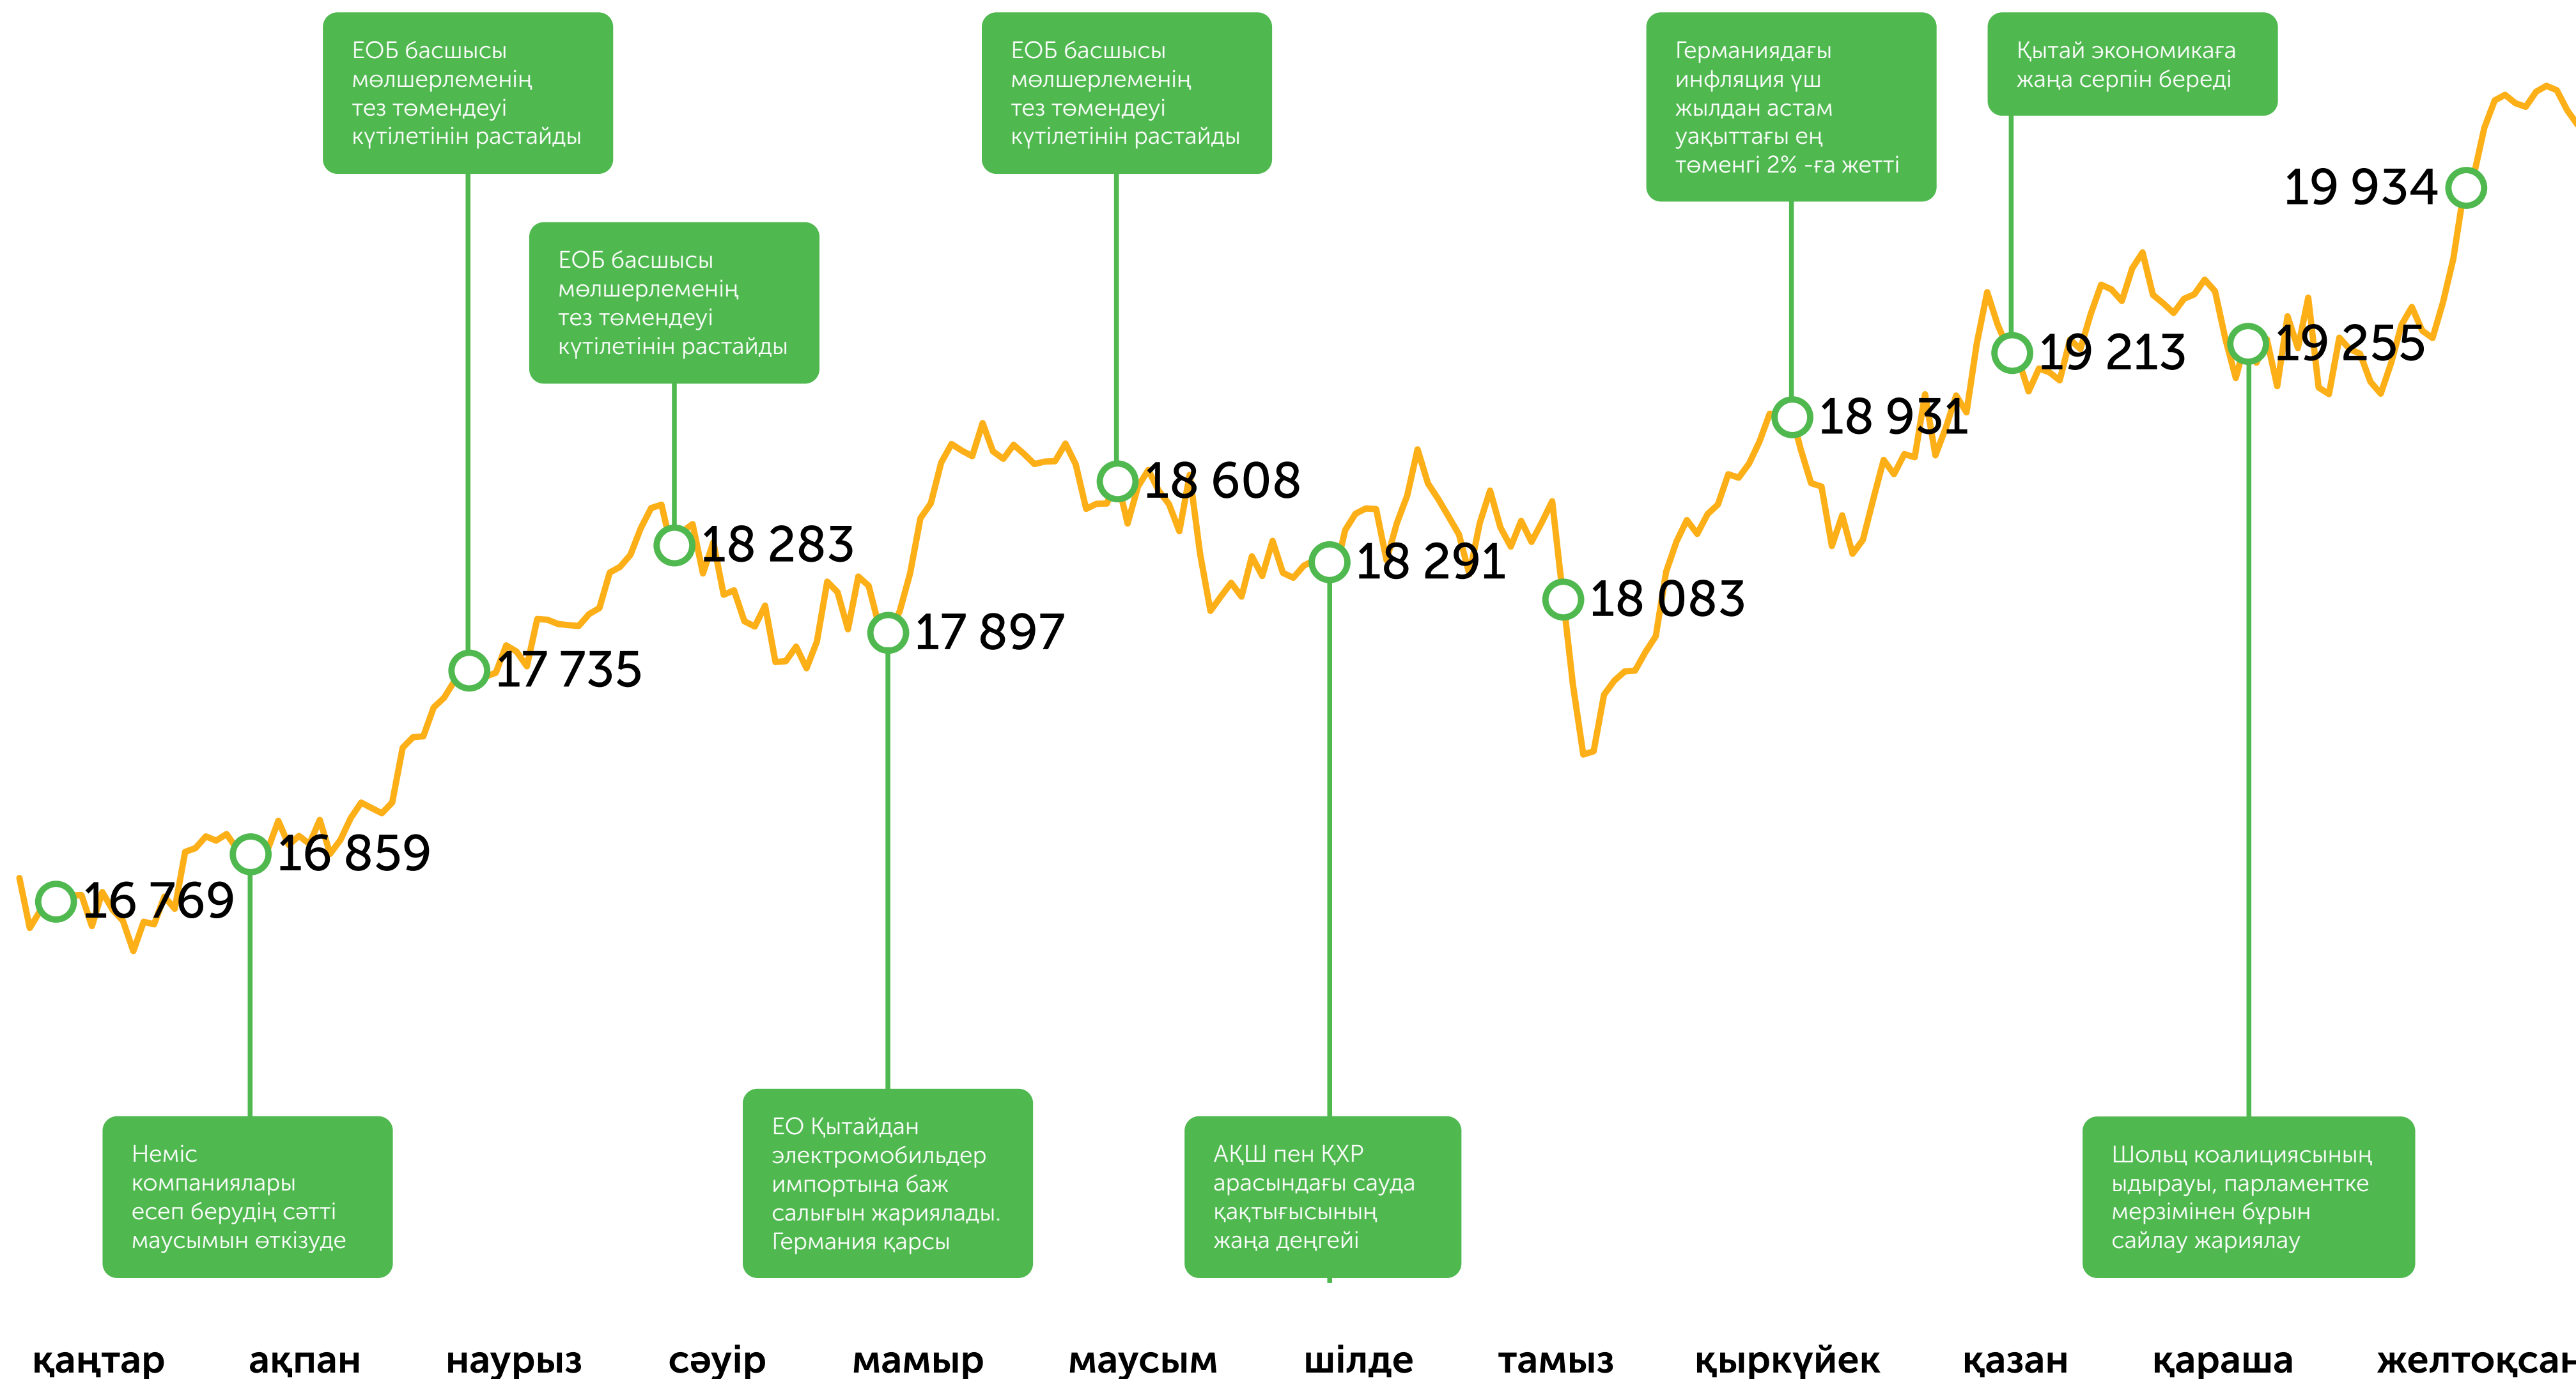 ЕОБ басшысы
мөлшерлеменің
тез төмендеуі
күтілетінін растайды
ЕОБ басшысы
мөлшерлеменің
тез төмендеуі
күтілетінін растайды
Германиядағы
инфляция үш
жылдан астам
уақыттағы ең
төменгі 2% -ға жетті
Қытай экономикаға
жаңа серпін береді
ЕОБ басшысы
мөлшерлеменің
тез төмендеуі
күтілетінін растайды
19 934
19 255
19 213
18 931
18 608
18 283
18 291
18 083
17 897
17 735
16 859
16 769
Неміс
компаниялары
есеп берудің сәтті
маусымын өткізуде
ЕО Қытайдан
электромобильдер
импортына баж
салығын жариялады.
Германия қарсы
АҚШ пен ҚХР
арасындағы сауда
қақтығысының
жаңа деңгейі
Шольц коалициясының
ыдырауы, парламентке
мерзімінен бұрын
сайлау жариялау
қаңтар ақпан наурыз сәуір мамыр маусым шілде тамыз қыркүйек қазан қараша желтоқсан